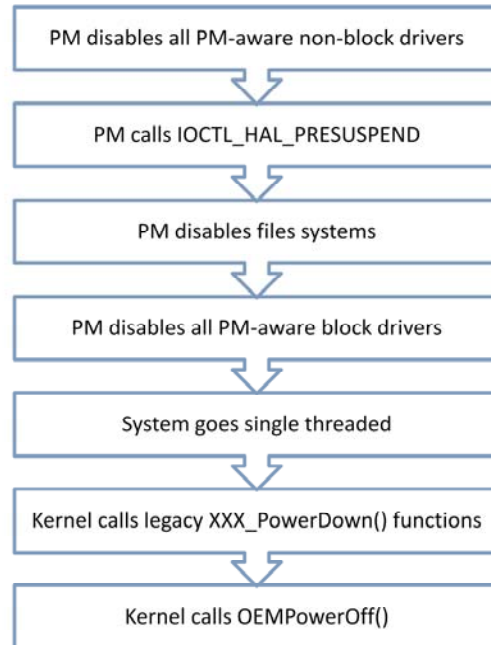 PM disables all PM-aware non-block drivers
PM calls IOCTL_HAL_PRESUSPEND
PM disables files systems
PM disables all PM-aware block drivers
System goes single threaded
Kernel calls legacy XXX_PowerDown() functions
Kernel calls OEMPowerOff()